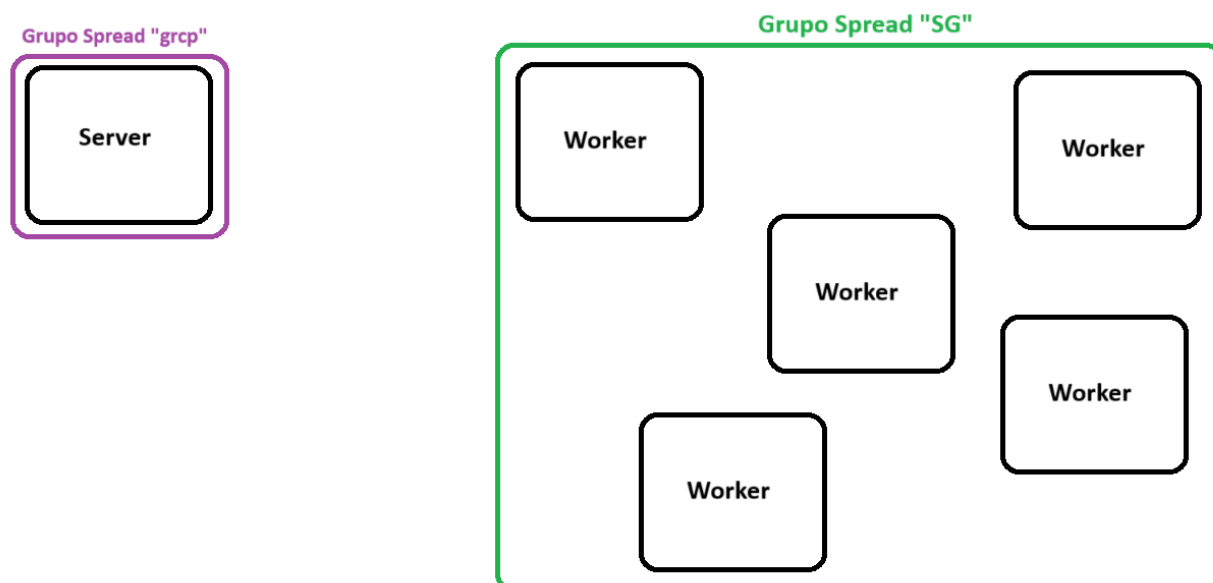 Grupo Spread "grcp"
Grupo Spread "SG"
Server
Worker
Worker
Worker
Worker
Worker